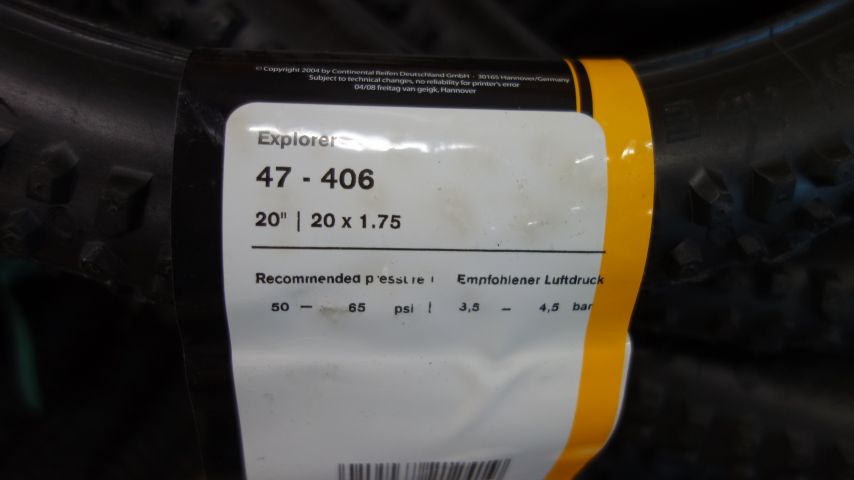 © Copyright 2004 by Continental Reifen Deutschland GmbH · 30165 Hannover/Germany
Subject to technical changes, no reliability for printer's error
04/08 freitag van geigk, Hannover
Explorer
47 - 406
20" | 20 x 1.75
Recommended pressure | Empfohlener Luftdruck
50 — 65 psi | 3,5 — 4,5 bar